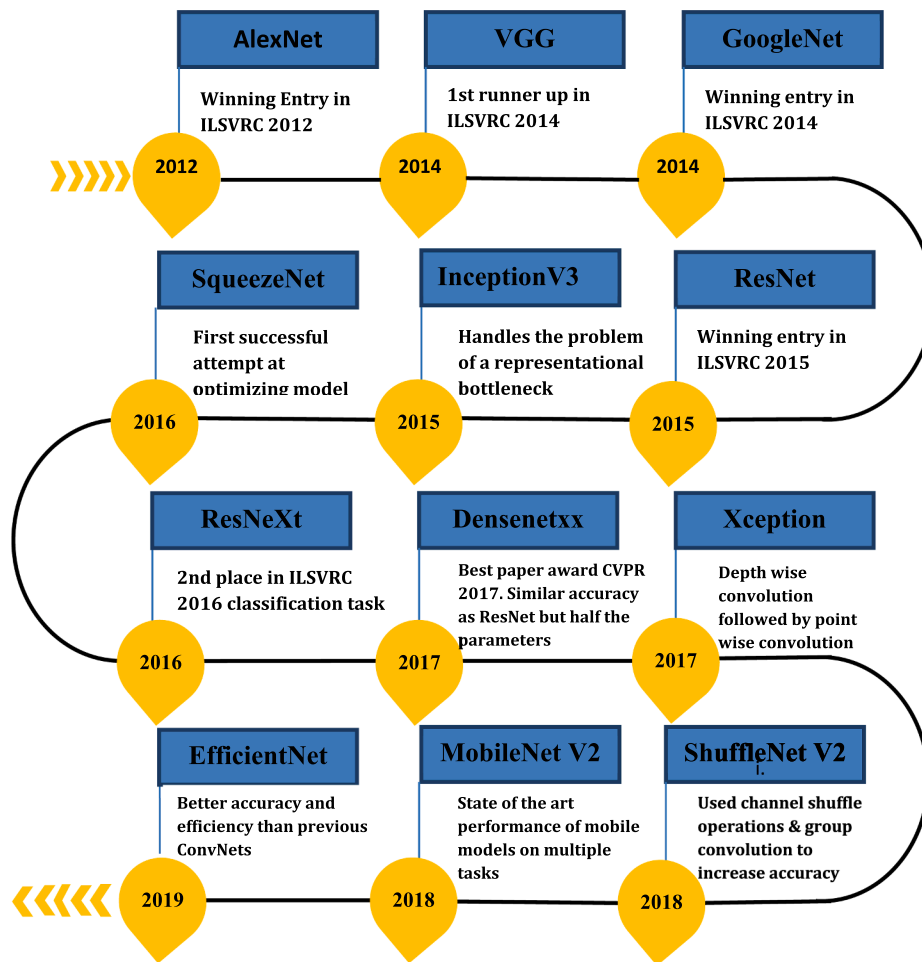 AlexNet
Winning Entry in
ILSVRC 2012
2012
VGG
1st runner up in
ILSVRC 2014
2014
GoogleNet
Winning entry in
ILSVRC 2014
2014
ResNet
Winning entry in
ILSVRC 2015
2015
InceptionV3
Handles the problem
of a representational
bottleneck
2015
SqueezeNet
First successful
attempt at
optimizing model
2016
ResNeXt
2nd place in ILSVRC
2016 classification task
2016
Densenetxx
Best paper award CVPR
2017. Similar accuracy
as ResNet but half the
parameters
2017
Xception
Depth wise
convolution
followed by point
wise convolution
2017
ShuffleNet V2
i.
Used channel shuffle
operations & group
convolution to
increase accuracy
2018
MobileNet V2
State of the art
performance of mobile
models on multiple
tasks
2018
EfficientNet
Better accuracy and
efficiency than previous
ConvNets
2019